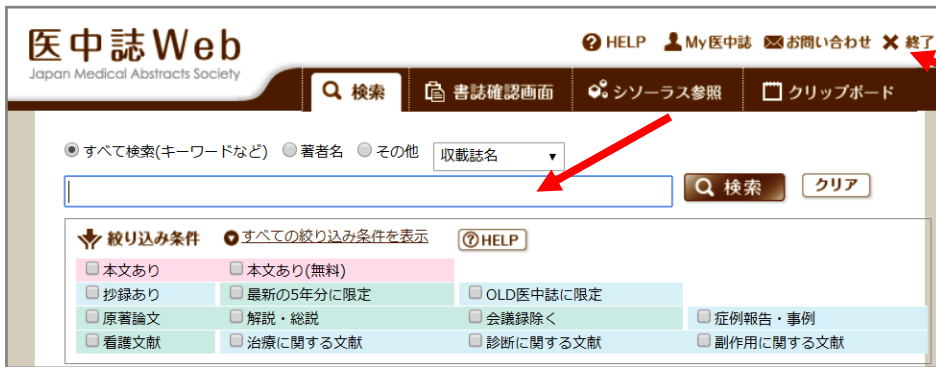 医中誌Web
Japan Medical Abstracts Society
HELP My医中誌 お問い合わせ 終了
検索 書誌確認画面 シソーラス参照 クリップボード
すべて検索(キーワードなど) 著者名 その他 収載誌名
検索 クリア
絞り込み条件 すべての絞り込み条件を表示 HELP
本文あり 本文あり(無料)
抄録あり 最新の5年分に限定 OLD医中誌に限定
原著論文 解説・総説 会議録除く 症例報告・事例
看護文献 治療に関する文献 診断に関する文献 副作用に関する文献